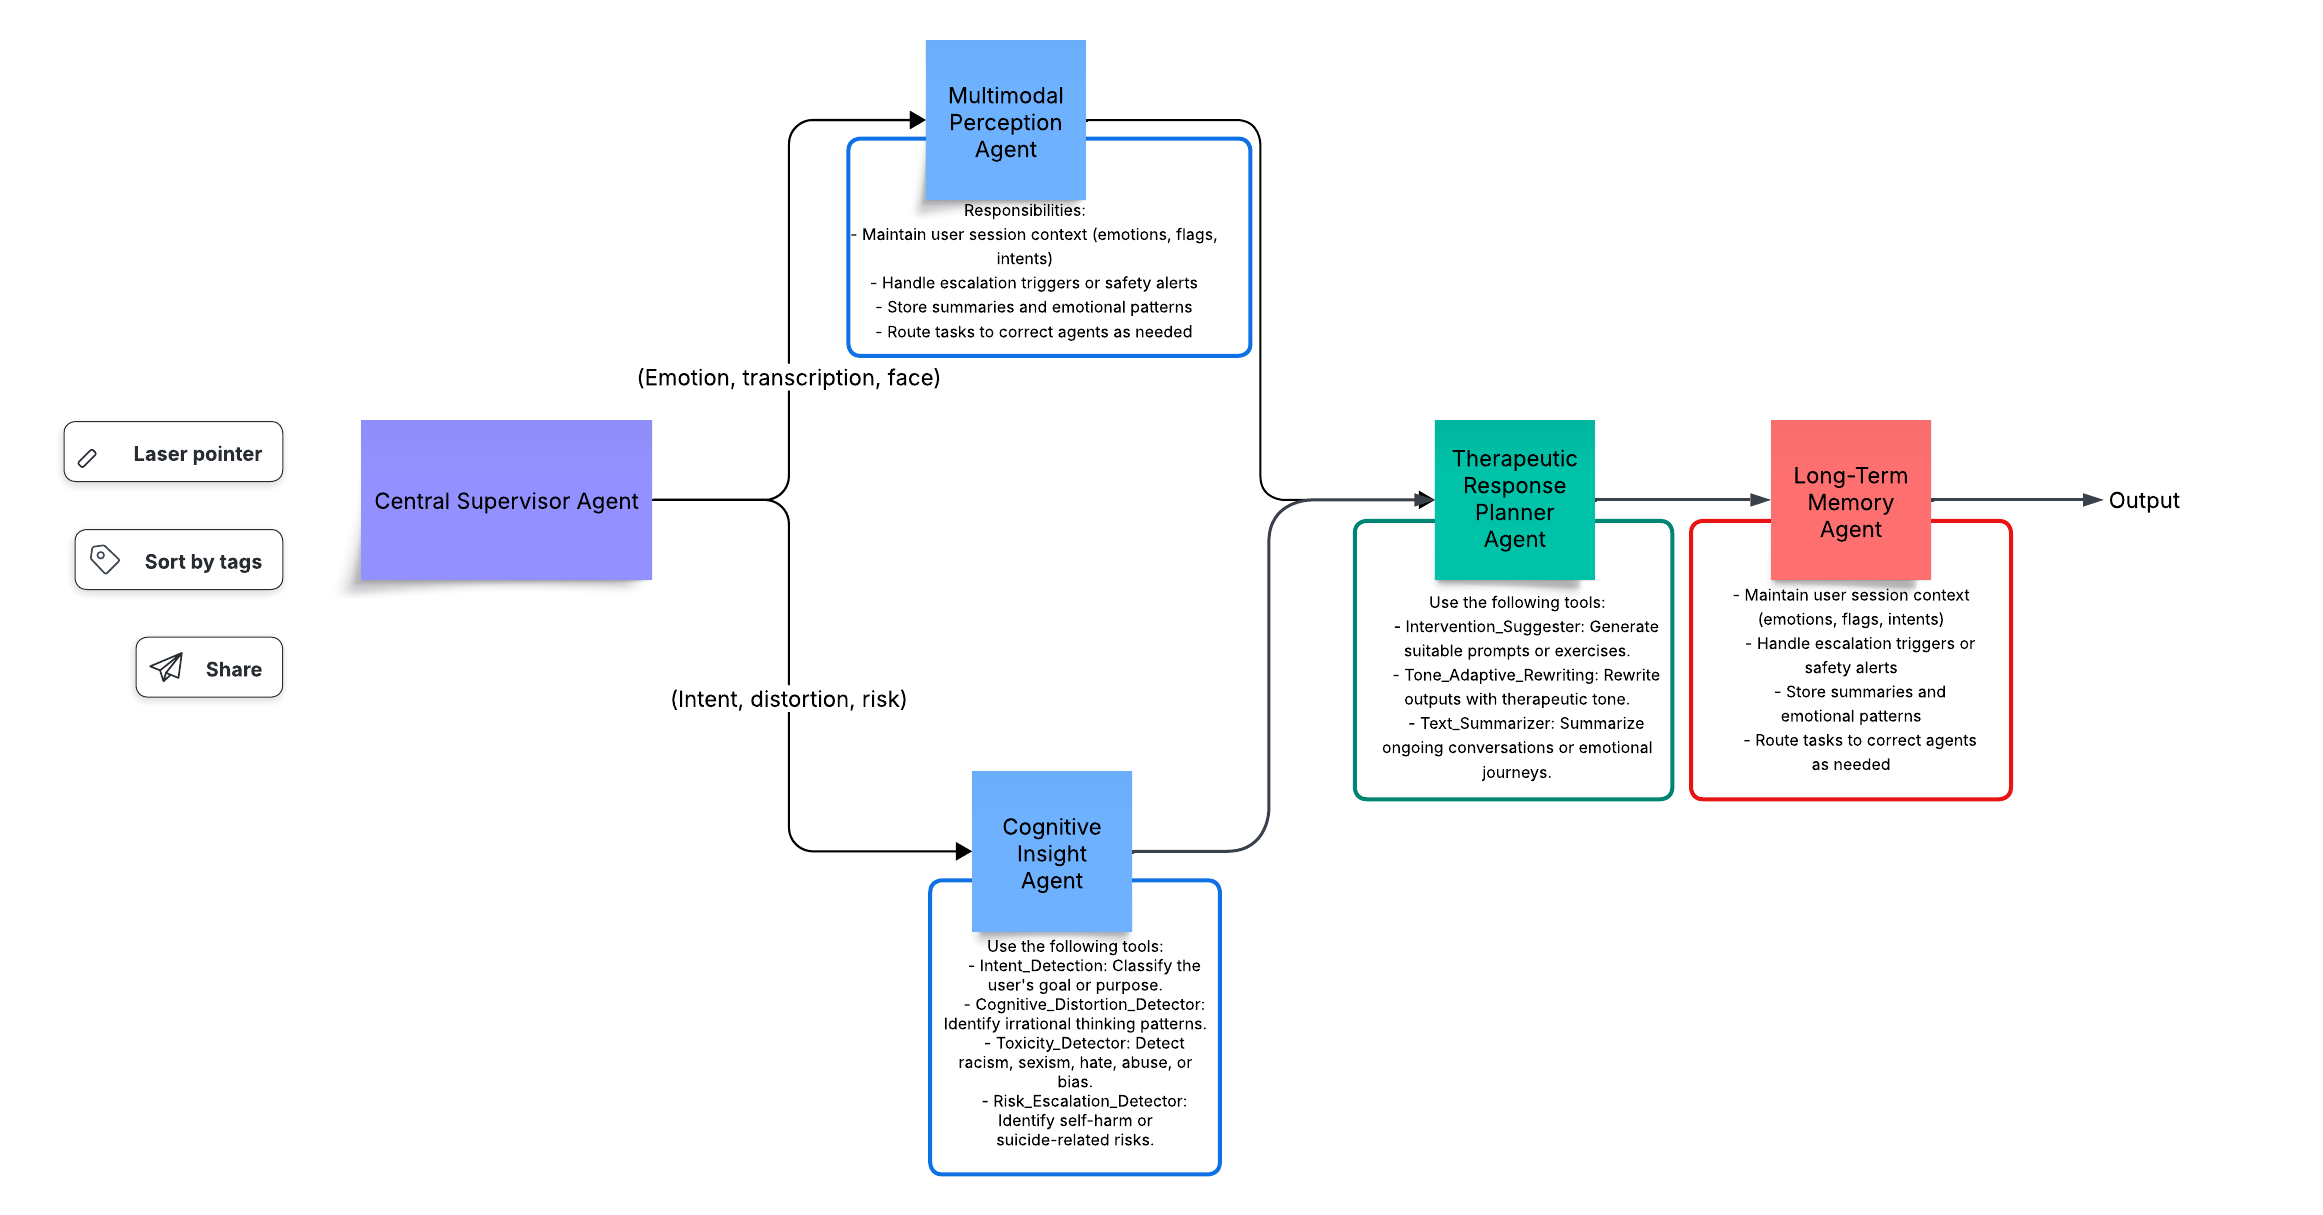 Multimodal
Perception
Agent
Responsibilities:
- Maintain user session context (emotions, flags,
intents)
- Handle escalation triggers or safety alerts
- Store summaries and emotional patterns
- Route tasks to correct agents as needed
(Emotion, transcription, face)
Laser pointer
Sort by tags
Share
Central Supervisor Agent
(Intent, distortion, risk)
Cognitive
Insight
Agent
Use the following tools:
- Intent_Detection: Classify the
user's goal or purpose.
- Cognitive_Distortion_Detector:
Identify irrational thinking patterns.
- Toxicity_Detector: Detect
racism, sexism, hate, abuse, or
bias.
- Risk_Escalation_Detector:
Identify self-harm or
suicide-related risks.
Therapeutic
Response
Planner
Agent
Use the following tools:
- Intervention_Suggester: Generate
suitable prompts or exercises.
- Tone_Adaptive_Rewriting: Rewrite
outputs with therapeutic tone.
- Text_Summarizer: Summarize
ongoing conversations or emotional
journeys.
Long-Term
Memory
Agent
- Maintain user session context
(emotions, flags, intents)
- Handle escalation triggers or
safety alerts
- Store summaries and
emotional patterns
- Route tasks to correct agents
as needed
Output